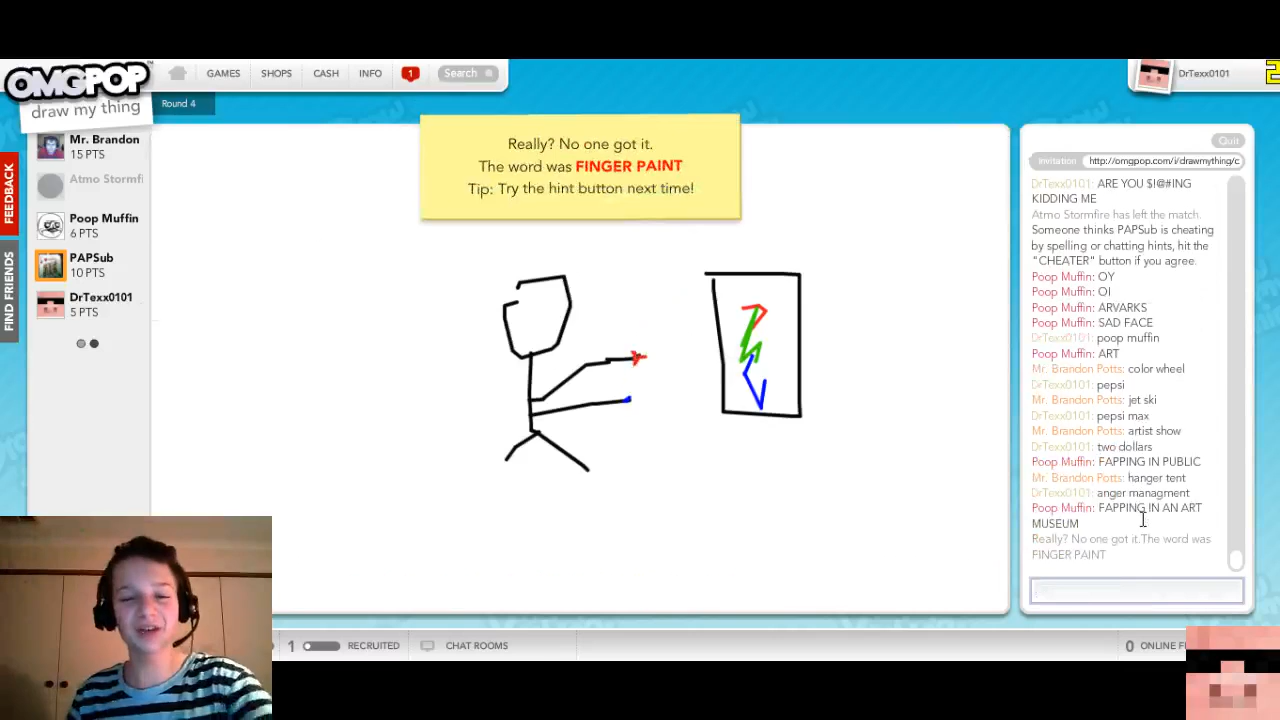 OMGPOP
draw my thing
GAMES
SHOPS
CASH
INFO
1
Search
DrTexx0101
Round 4
Mr. Brandon
15 PTS
Atmo Stormfi
Poop Muffin
6 PTS
PAPSub
10 PTS
DrTexx0101
5 PTS
FEEDBACK
FIND FRIENDS
Really? No one got it.
The word was FINGER PAINT
Tip: Try the hint button next time!
Quit
Invitation http://omgpop.com/i/drawmything/c
DrTexx0101: ARE YOU $!@#ING
KIDDING ME
Atmo Stormfire has left the match.
Someone thinks PAPSub is cheating
by spelling or chatting hints, hit the
"CHEATER" button if you agree.
Poop Muffin: OY
Poop Muffin: OI
Poop Muffin: ARVARKS
Poop Muffin: SAD FACE
DrTexx0101: poop muffin
Poop Muffin: ART
Mr. Brandon Potts: color wheel
DrTexx0101: pepsi
Mr. Brandon Potts: jet ski
DrTexx0101: pepsi max
Mr. Brandon Potts: artist show
DrTexx0101: two dollars
Poop Muffin: FAPPING IN PUBLIC
Mr. Brandon Potts: hanger tent
DrTexx0101: anger managment
Poop Muffin: FAPPING IN AN ART
MUSEUM
Really? No one got it.The word was
FINGER PAINT
1 RECRUITED
CHAT ROOMS
0 ONLINE F